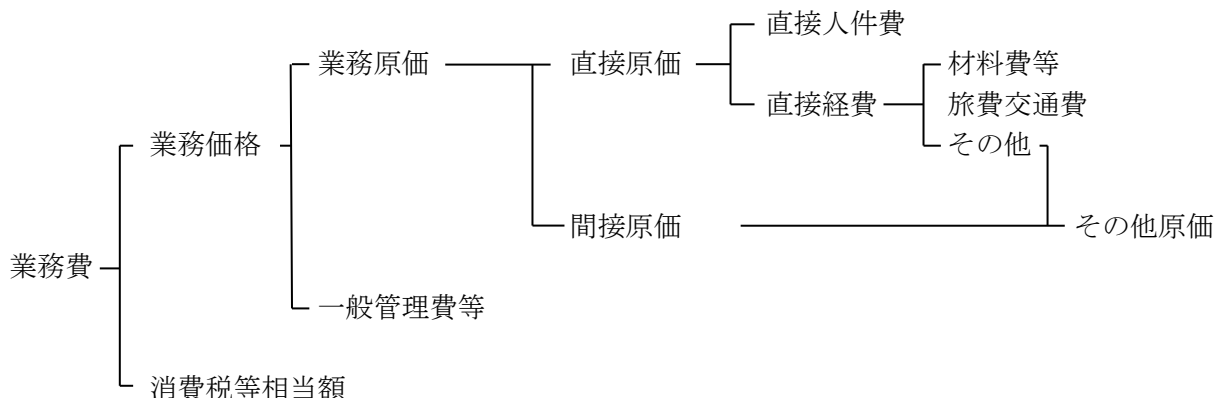 直接人件費
業務原価
直接原価
材料費等
直接経費
旅費交通費
業務価格
その他
間接原価
その他原価
業務費
一般管理費等
消費税等相当額